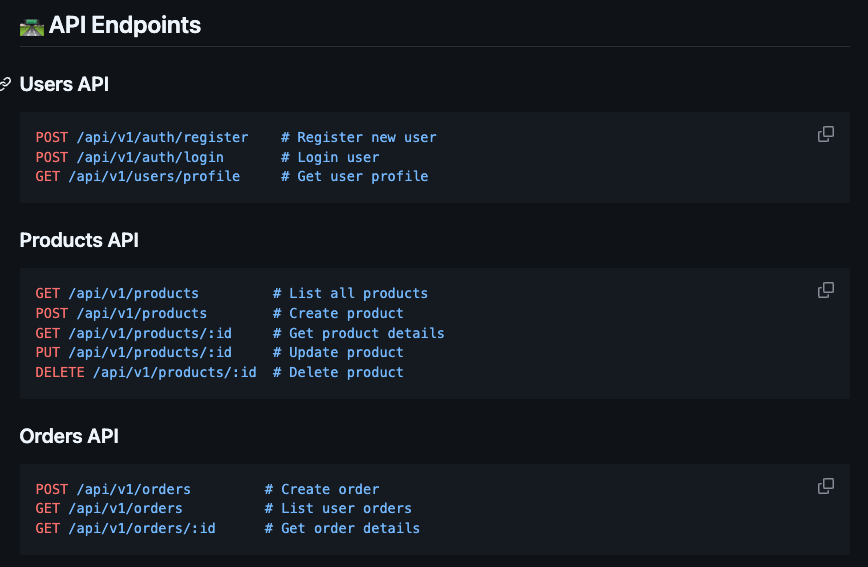 🛣️ API Endpoints
Users API
POST /api/v1/auth/register    # Register new user
POST /api/v1/auth/login       # Login user
GET /api/v1/users/profile     # Get user profile
Products API
GET /api/v1/products         # List all products
POST /api/v1/products        # Create product
GET /api/v1/products/:id     # Get product details
PUT /api/v1/products/:id     # Update product
DELETE /api/v1/products/:id  # Delete product
Orders API
POST /api/v1/orders         # Create order
GET /api/v1/orders          # List user orders
GET /api/v1/orders/:id      # Get order details